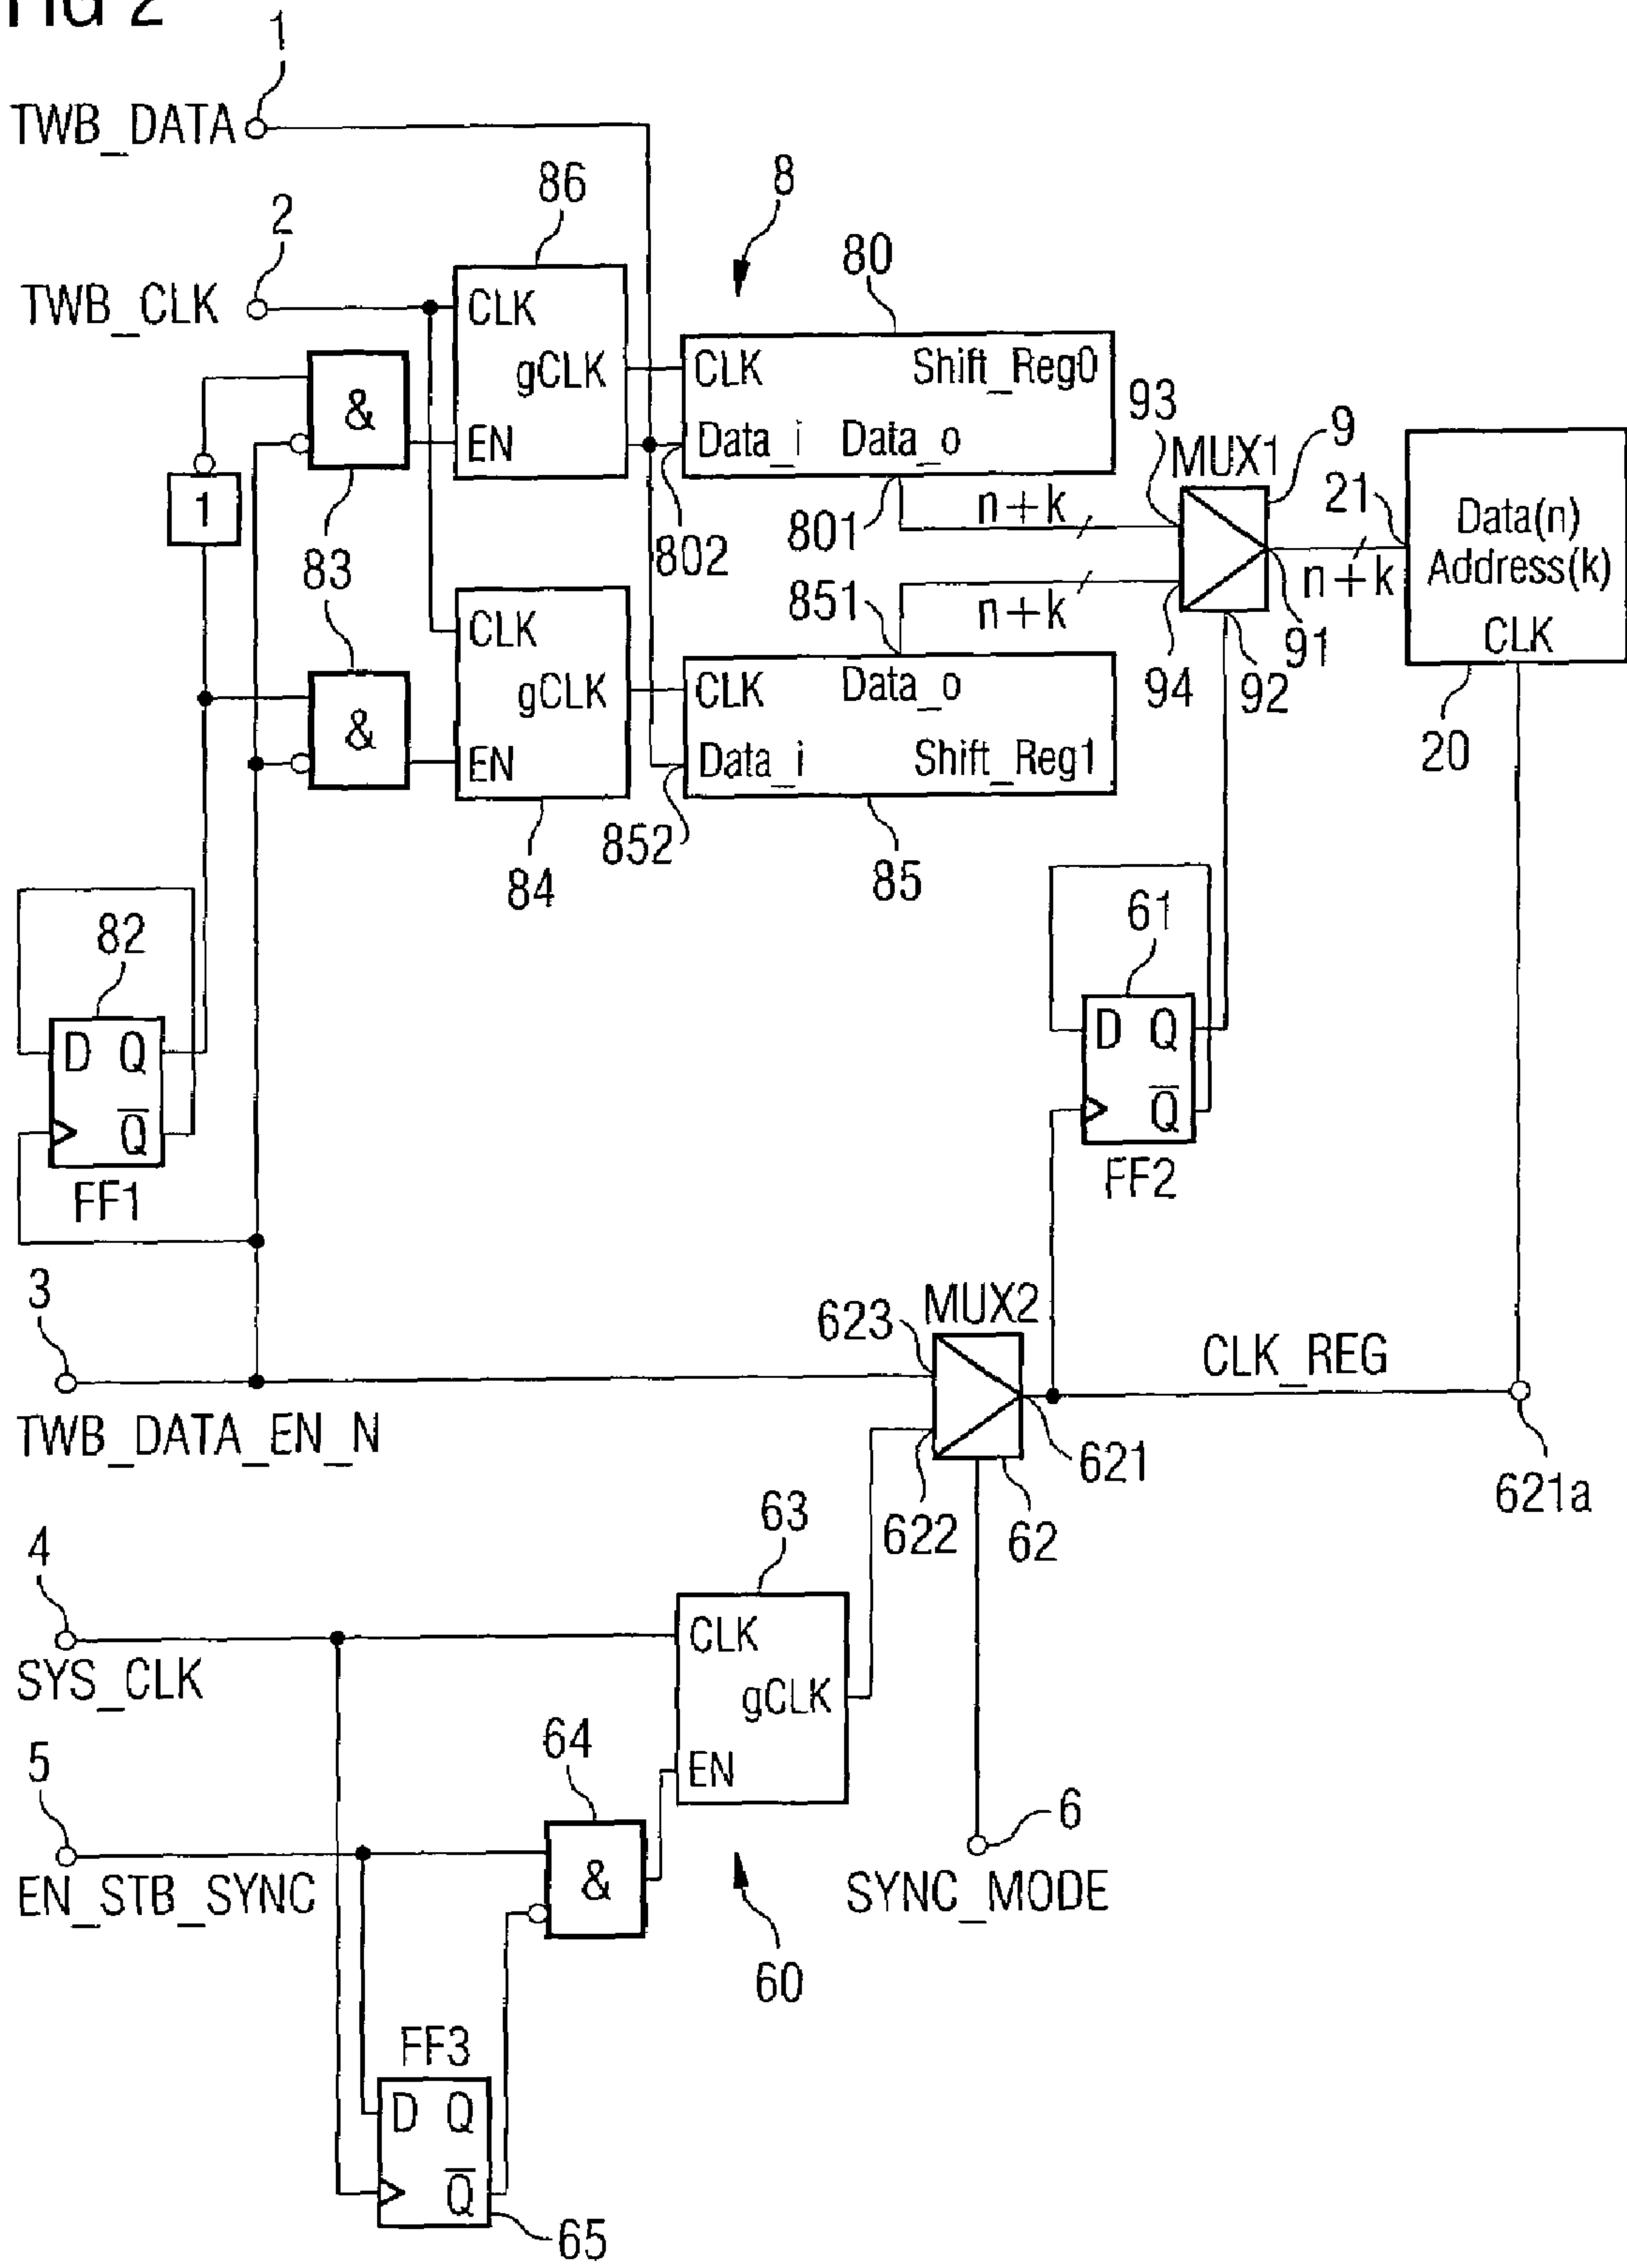 FIG 2
1
TWB_DATA
2
TWB_CLK
86
8
80
CLK
gCLK
EN
CLK
Shift_Reg0
Data_i
Data_o
&
1
83
83
&
802
801
n+k
93
MUX1
9
21
Data(n)
Address(k)
CLK
n+k
91
92
94
20
851
n+k
CLK
gCLK
EN
CLK
Data_o
Data_i
Shift_Reg1
852
84
85
82
D
Q
Q̅
FF1
61
D
Q
Q̅
FF2
3
TWB_DATA_EN_N
623
MUX2
CLK_REG
621
621a
622
62
63
4
SYS_CLK
CLK
gCLK
EN
5
EN_STB_SYNC
64
&
6
SYNC_MODE
60
FF3
D
Q
Q̅
65